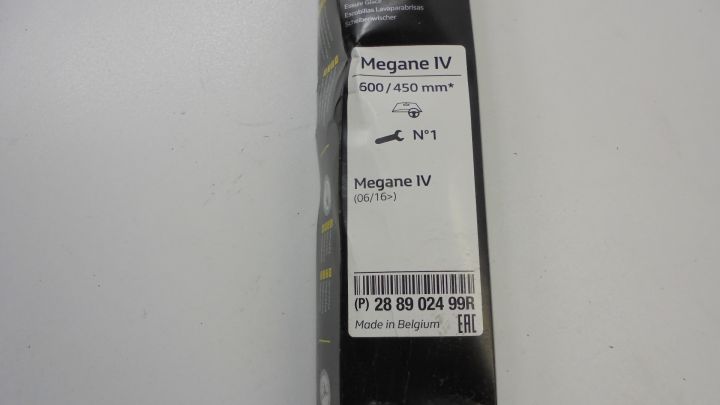 Essuie Glace
Escobillas Lavaparabrisas
Scheibenwischer
Megane IV
600/450 mm*
N°1
Megane IV
(06/16>)
(P) 28 89 024 99R
Made in Belgium EAC